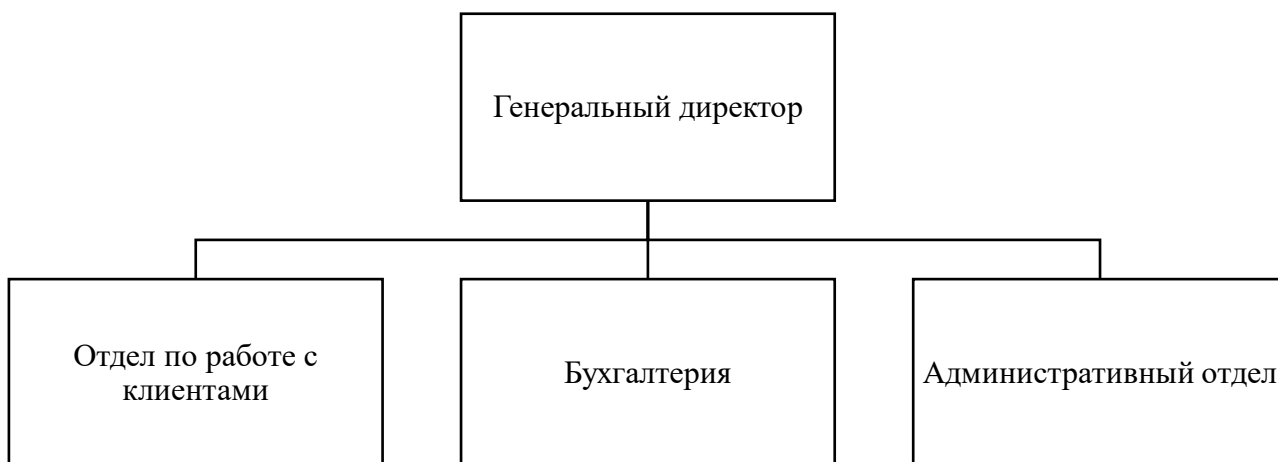 Генеральный директор
Отдел по работе с
клиентами
Бухгалтерия
Административный отдел